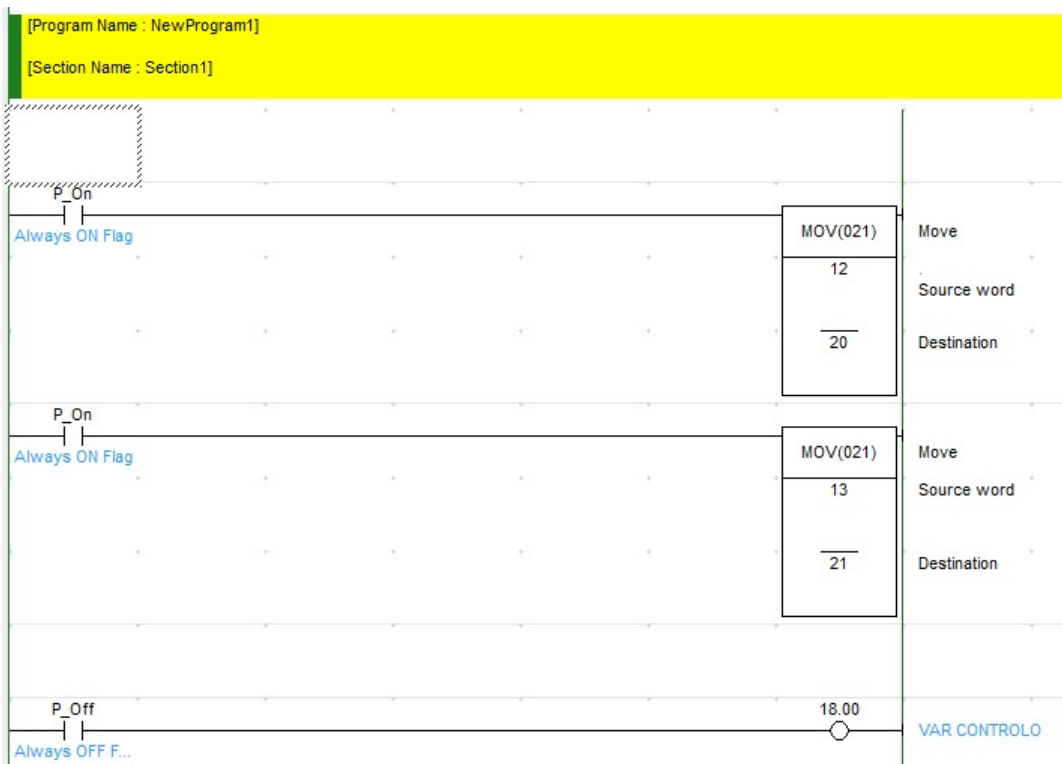 [Program Name : NewProgram1]
[Section Name : Section1]
P_On
Always ON Flag
MOV(021)
Move
12
Source word
20
Destination
P_On
Always ON Flag
MOV(021)
Move
13
Source word
21
Destination
P_Off
18.00
Always OFF F...
VAR CONTROLO